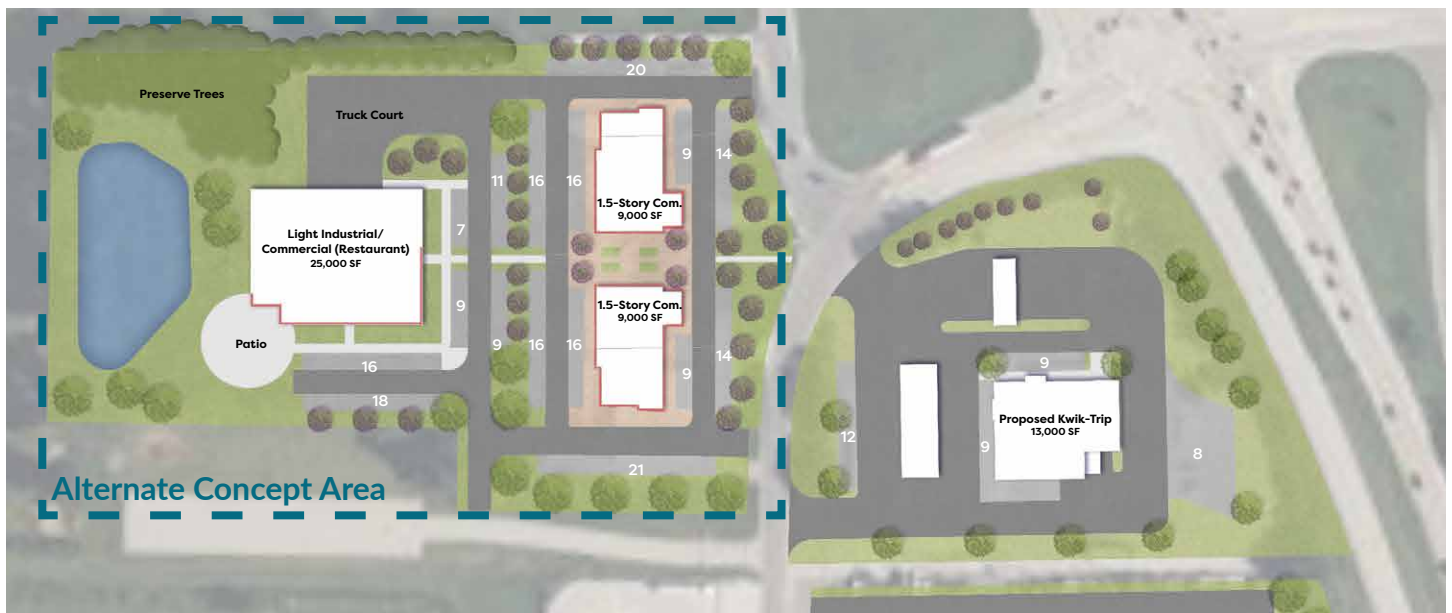 20
Preserve Trees
Truck Court
9
14
11
16
16
1.5-Story Com.
9,000 SF
7
Light Industrial/
Commercial (Restaurant)
25,000 SF
9
1.5-Story Com.
9,000 SF
Patio
16
9
16
16
14
9
18
21
Alternate Concept Area
9
Proposed Kwik-Trip
13,000 SF
12
9
8